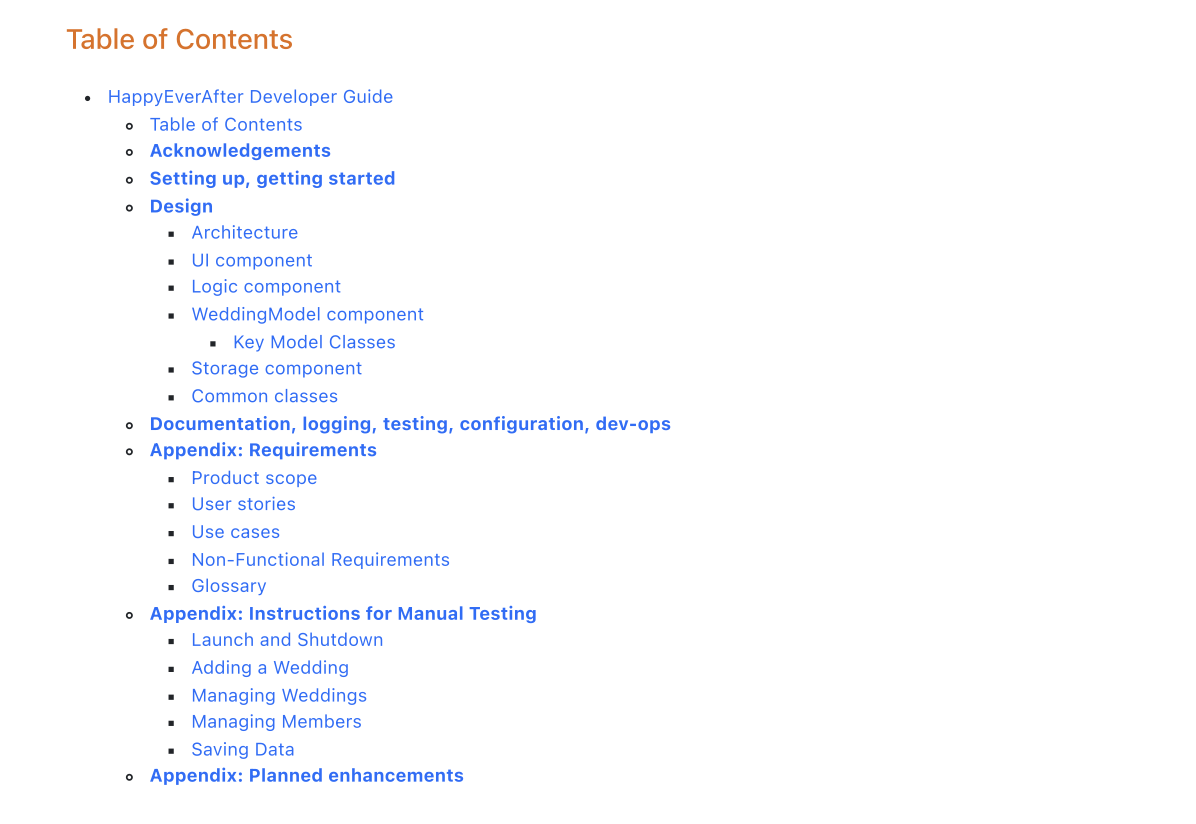 Table of Contents
HappyEverAfter Developer Guide
Table of Contents
Acknowledgements
Setting up, getting started
Design
Architecture
UI component
Logic component
WeddingModel component
Key Model Classes
Storage component
Common classes
Documentation, logging, testing, configuration, dev-ops
Appendix: Requirements
Product scope
User stories
Use cases
Non-Functional Requirements
Glossary
Appendix: Instructions for Manual Testing
Launch and Shutdown
Adding a Wedding
Managing Weddings
Managing Members
Saving Data
Appendix: Planned enhancements